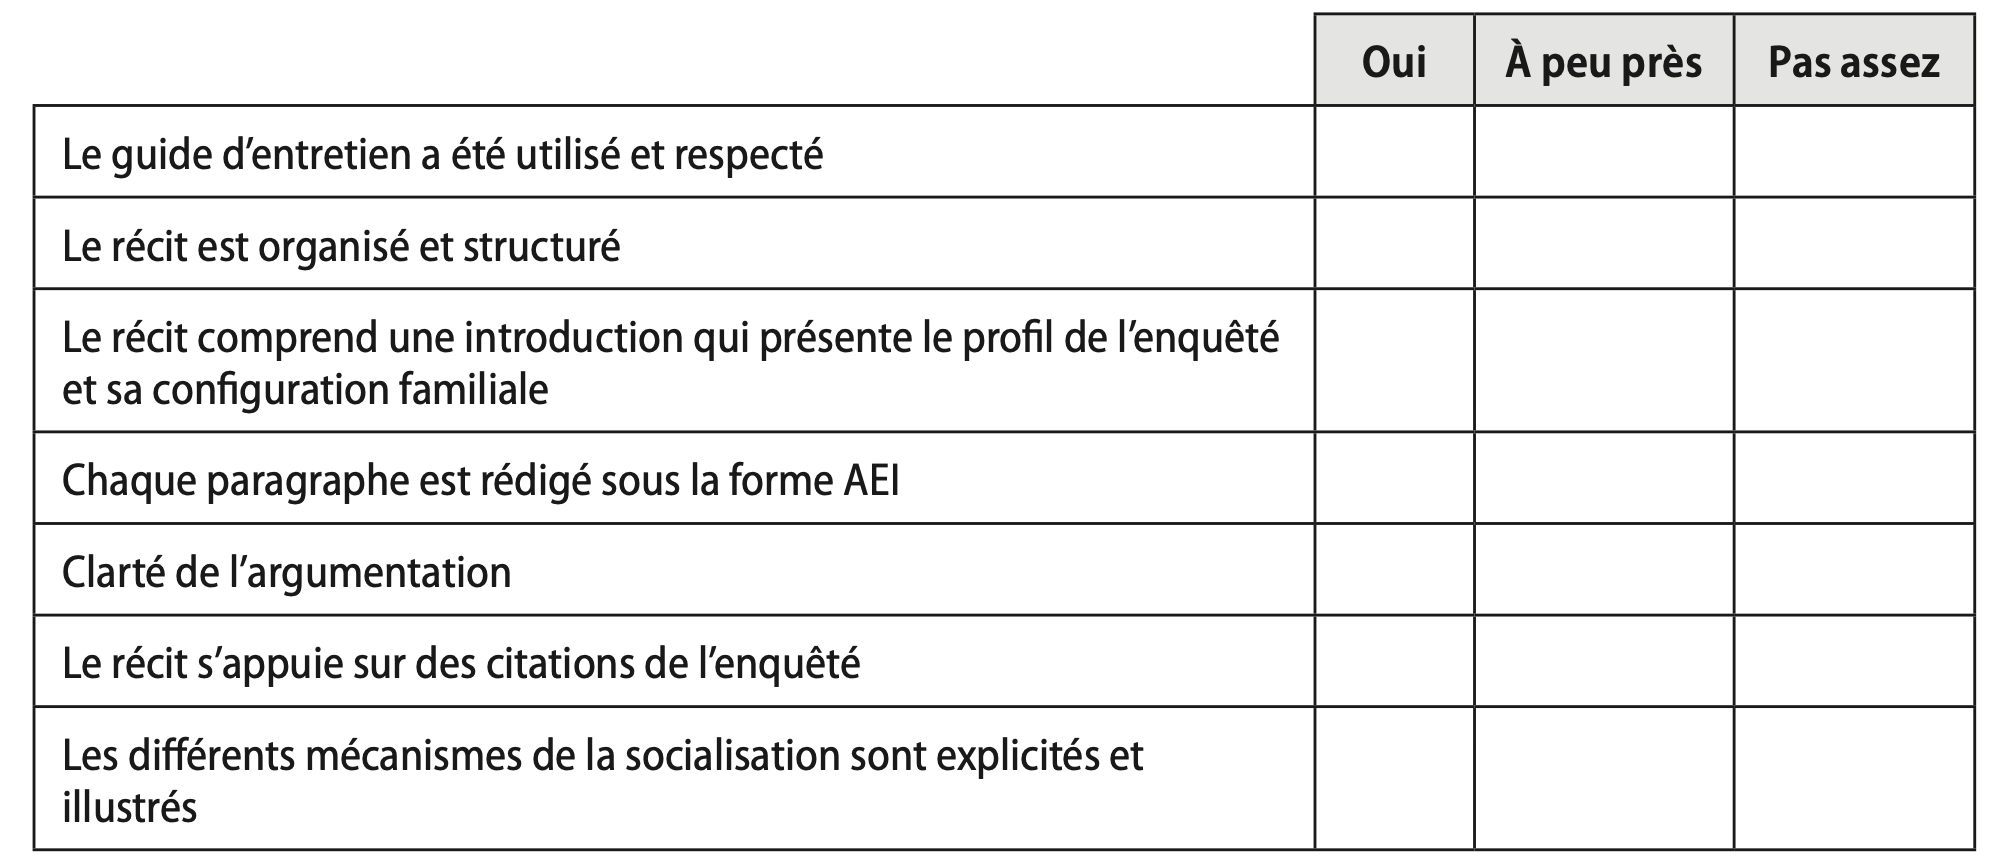 Oui À peu près Pas assez
Le guide d’entretien a été utilisé et respecté
Le récit est organisé et structuré
Le récit comprend une introduction qui présente le profil de l’enquêté
et sa configuration familiale
Chaque paragraphe est rédigé sous la forme AEI
Clarté de l’argumentation
Le récit s’appuie sur des citations de l’enquêté
Les différents mécanismes de la socialisation sont explicités et
illustrés